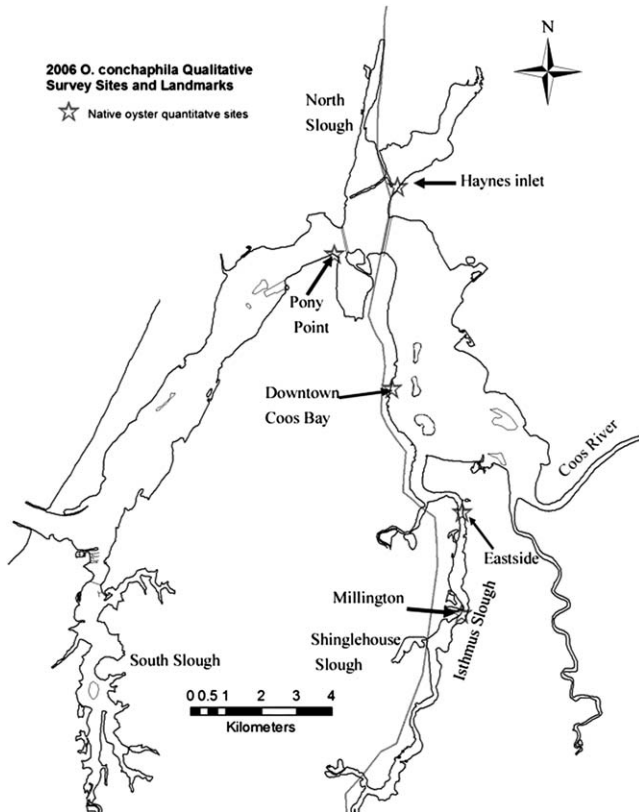 N
2006 O. conchaphila Qualitative
Survey Sites and Landmarks
Native oyster quantitatve sites
North
Slough
Haynes inlet
Pony
Point
Downtown
Coos Bay
Coos River
Eastside
Millington
Isthmus Slough
Shinglehouse
Slough
South Slough
0 0.5 1 2 3 4
Kilometers